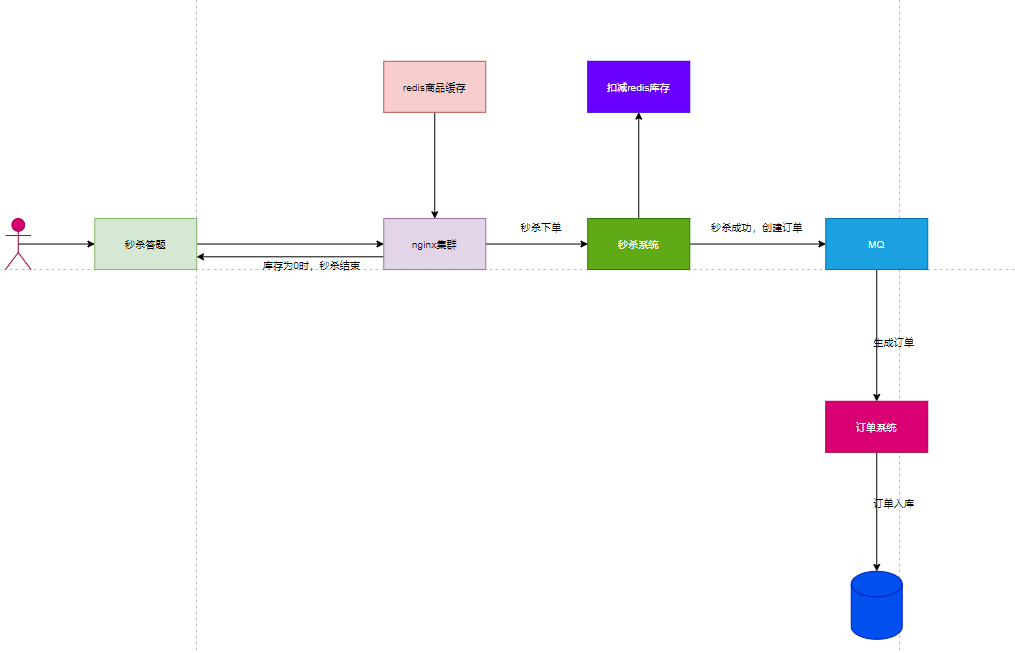 redis商品缓存
扣减redis库存
秒杀答题
nginx集群
秒杀下单
秒杀系统
秒杀成功，创建订单
MQ
库存为0时，秒杀结束
生成订单
订单系统
订单入库